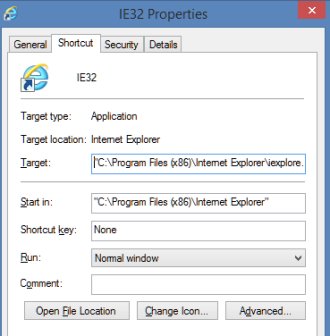 IE32 Properties
General Shortcut Security Details
IE32
Target type: Application
Target location: Internet Explorer
Target: "C:\Program Files (x86)\Internet Explorer\iexplore.
Start in: "C:\Program Files (x86)\Internet Explorer"
Shortcut key: None
Run: Normal window
Comment:
Open File Location Change Icon... Advanced...